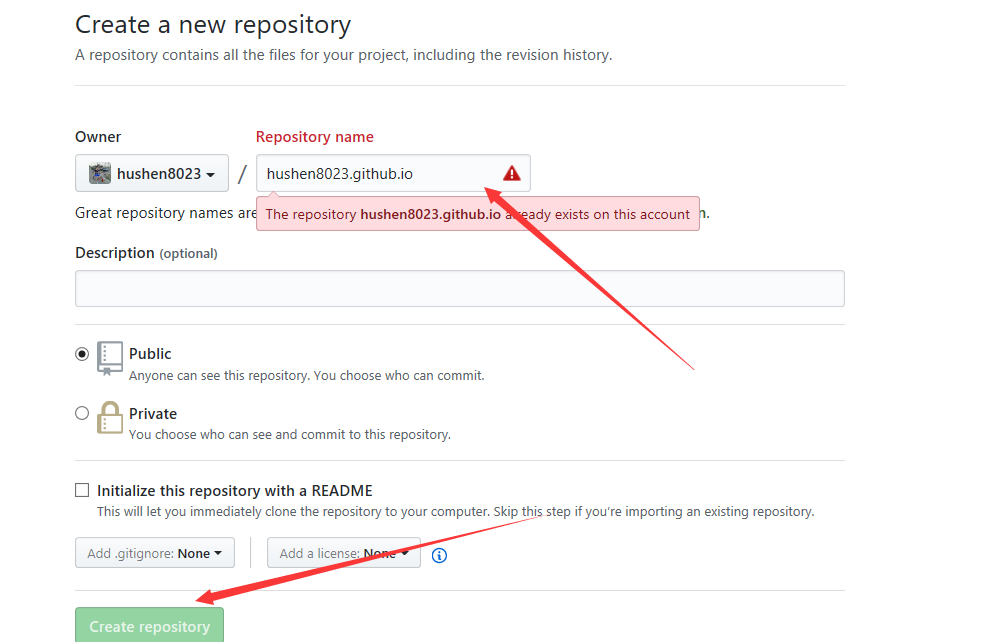 Create a new repository
A repository contains all the files for your project, including the revision history.
Owner
Repository name
hushen8023
/
hushen8023.github.io
Great repository names are
The repository hushen8023.github.io already exists on this account
n.
Description (optional)
Public
Anyone can see this repository. You choose who can commit.
Private
You choose who can see and commit to this repository.
Initialize this repository with a README
This will let you immediately clone the repository to your computer. Skip this step if you’re importing an existing repository.
Add .gitignore: None
Add a license: None
Create repository